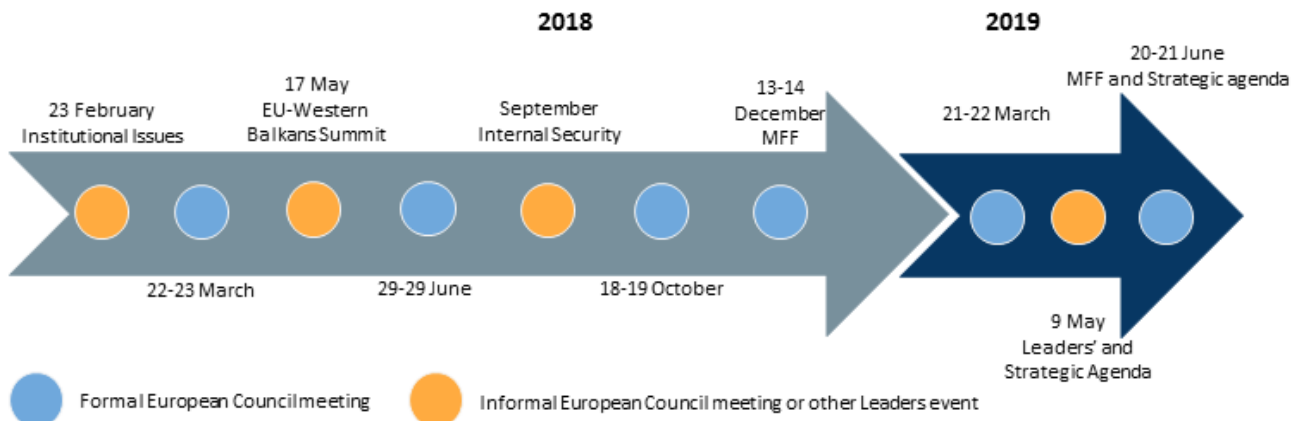 2018
2019
23 February
Institutional Issues
17 May
EU-Western
Balkans Summit
September
Internal Security
13-14
December
MFF
21-22 March
20-21 June
MFF and Strategic agenda
22-23 March
29-29 June
18-19 October
9 May
Leaders’ and
Strategic Agenda
Formal European Council meeting
Informal European Council meeting or other Leaders event